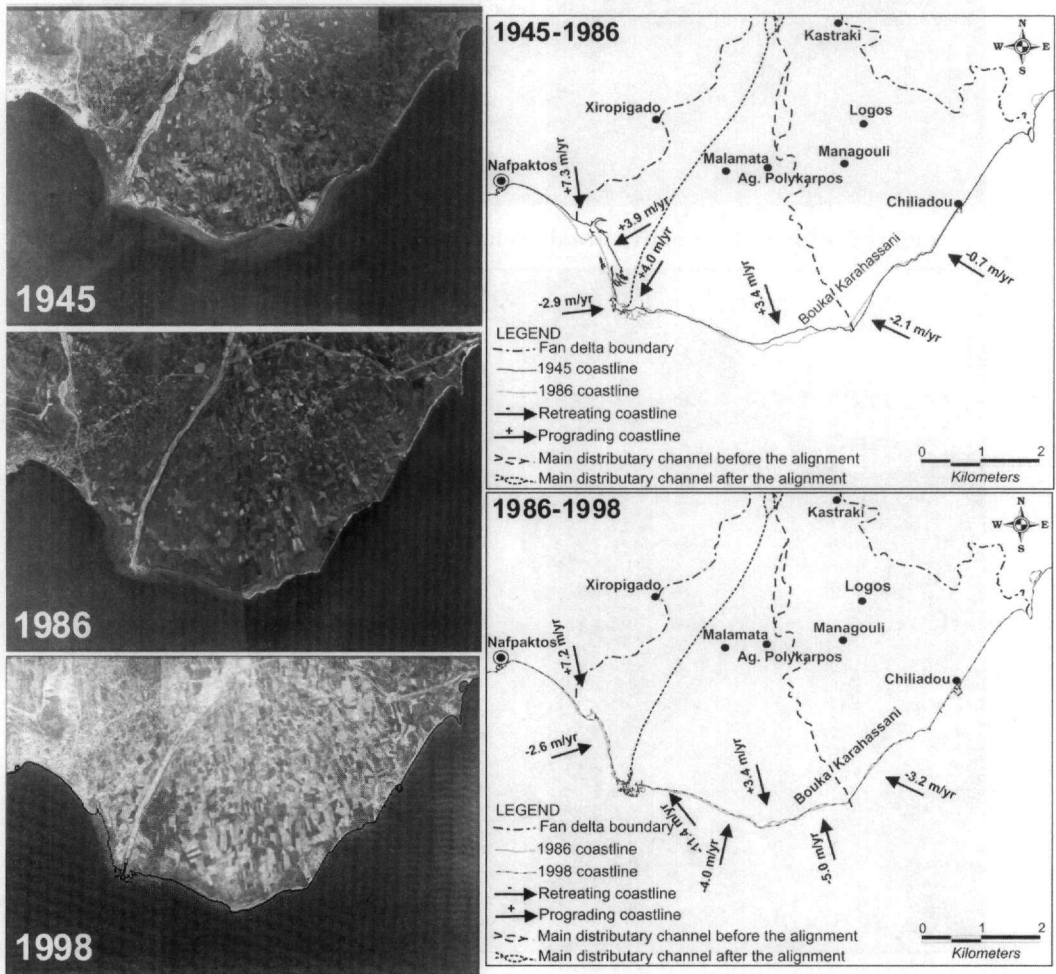 1945
1986
1998
1945-1986
N
W E
S
Kastraki
Xiropigado
Logos
Nafpaktos
Malamata
Managouli
Ag. Polykarpos
Chiliadou
+7.3 m/yr
+3.9 m/yr
+4.0 m/yr
-2.9 m/yr
+3.4 m/yr
Bouka Karahassani
-0.7 m/yr
-2.1 m/yr
LEGEND
Fan delta boundary
1945 coastline
1986 coastline
- Retreating coastline
+ Prograding coastline
Main distributary channel before the alignment
Main distributary channel after the alignment
0 1 2
Kilometers
1986-1998
N
W E
S
Kastraki
Xiropigado
Logos
Nafpaktos
Malamata
Managouli
Ag. Polykarpos
Chiliadou
+7.2 m/yr
-2.6 m/yr
+3.4 m/yr
Bouka Karahassani
-3.2 m/yr
-11.4 m/yr
-4.0 m/yr
-5.0 m/yr
LEGEND
Fan delta boundary
1986 coastline
1998 coastline
- Retreating coastline
+ Prograding coastline
Main distributary channel before the alignment
Main distributary channel after the alignment
0 1 2
Kilometers